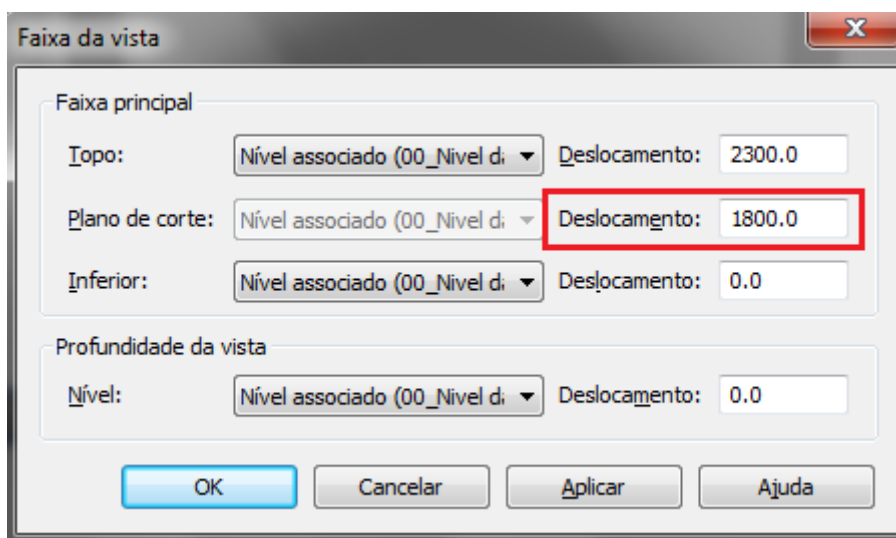 Faixa da vista
Faixa principal
Topo: Nível associado (00_Nivel d Deslocamento: 2300.0
Plano de corte: Nível associado (00_Nivel d Deslocamento: 1800.0
Inferior: Nível associado (00_Nivel d Deslocamento: 0.0
Profundidade da vista
Nível: Nível associado (00_Nivel d Deslocamento: 0.0
OK Cancelar Aplicar Ajuda